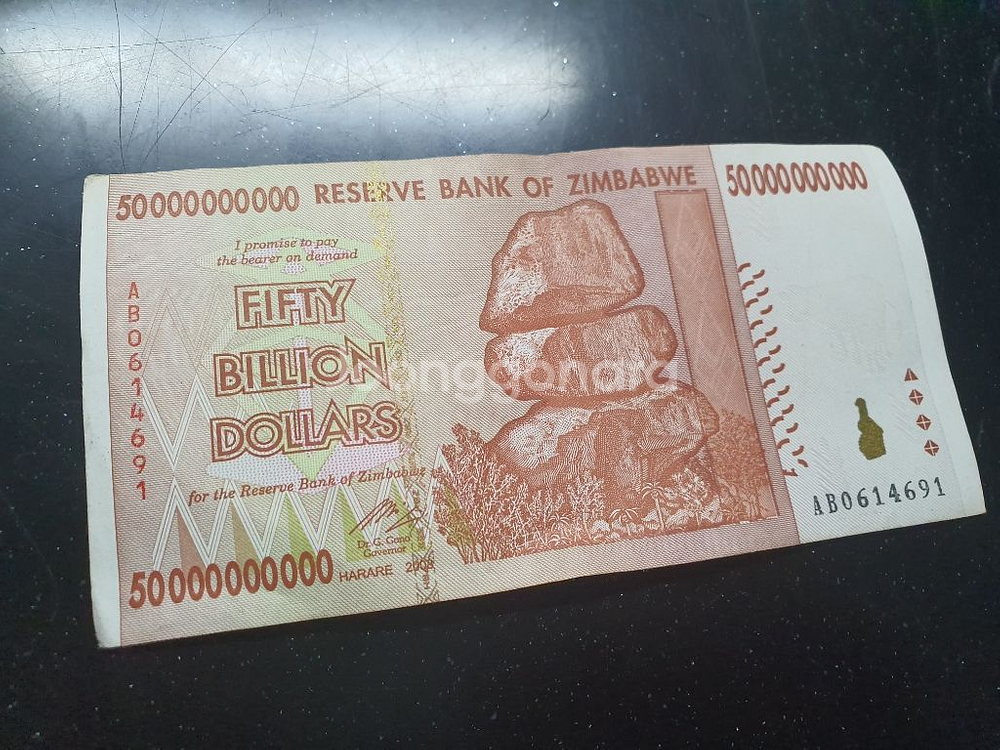 50000000000 RESERVE BANK OF ZIMBABWE 50000000000
I promise to pay
the bearer on demand
FIFTY
BILLION
DOLLARS
for the Reserve Bank of Zimbabwe
Dr. G. Gono
Governor
50000000000 HARARE 2008
AB0614691
AB0614691